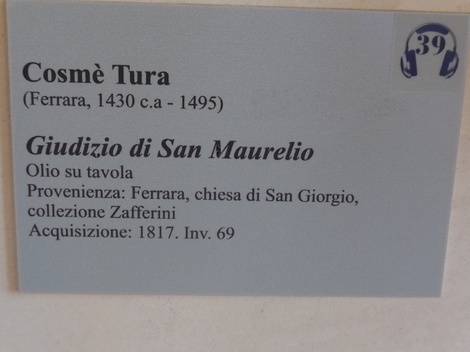 39
Cosmè Tura
(Ferrara, 1430 c.a - 1495)
Giudizio di San Maurelio
Olio su tavola
Provenienza: Ferrara, chiesa di San Giorgio,
collezione Zafferini
Acquisizione: 1817. Inv. 69